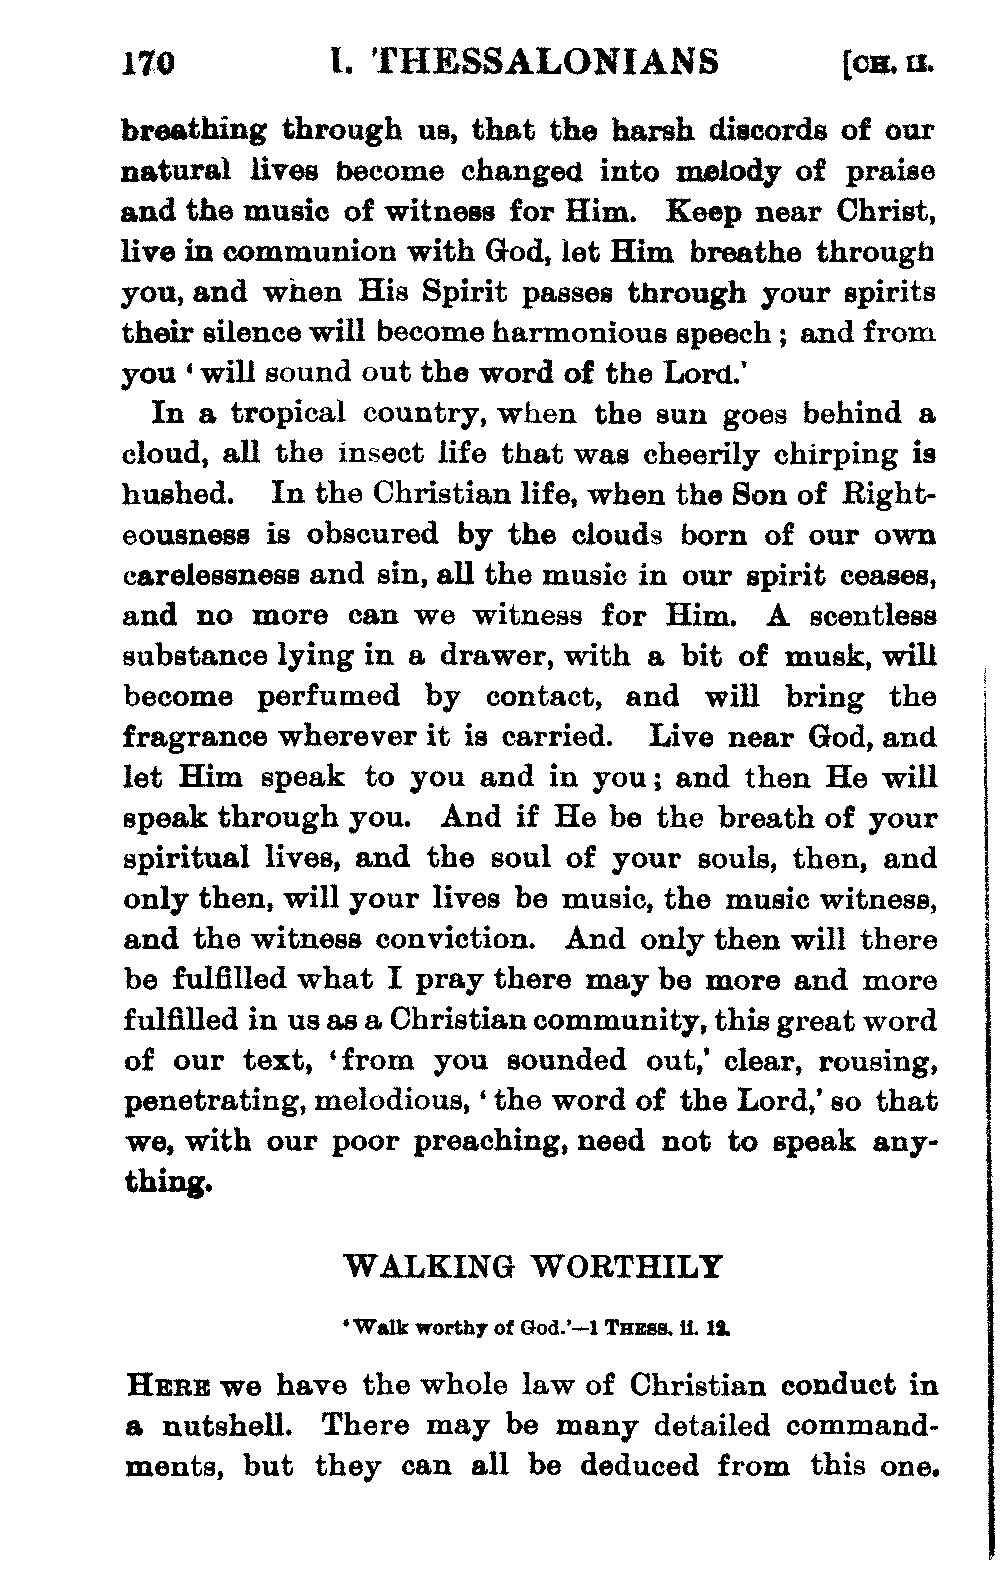 170 I. THESSALONIANS [CH. II.
breathing through us, that the harsh discords of our
natural lives become changed into melody of praise
and the music of witness for Him. Keep near Christ,
live in communion with God, let Him breathe through
you, and when His Spirit passes through your spirits
their silence will become harmonious speech; and from
you ‘will sound out the word of the Lord.’
In a tropical country, when the sun goes behind a
cloud, all the insect life that was cheerily chirping is
hushed. In the Christian life, when the Son of Right-
eousness is obscured by the clouds born of our own
carelessness and sin, all the music in our spirit ceases,
and no more can we witness for Him. A scentless
substance lying in a drawer, with a bit of musk, will
become perfumed by contact, and will bring the
fragrance wherever it is carried. Live near God, and
let Him speak to you and in you; and then He will
speak through you. And if He be the breath of your
spiritual lives, and the soul of your souls, then, and
only then, will your lives be music, the music witness,
and the witness conviction. And only then will there
be fulfilled what I pray there may be more and more
fulfilled in us as a Christian community, this great word
of our text, ‘from you sounded out,’ clear, rousing,
penetrating, melodious, ‘the word of the Lord,’ so that
we, with our poor preaching, need not to speak any-
thing.
WALKING WORTHILY
‘Walk worthy of God.’—1 THESS. ii. 12.
HERE we have the whole law of Christian conduct in
a nutshell. There may be many detailed command-
ments, but they can all be deduced from this one.